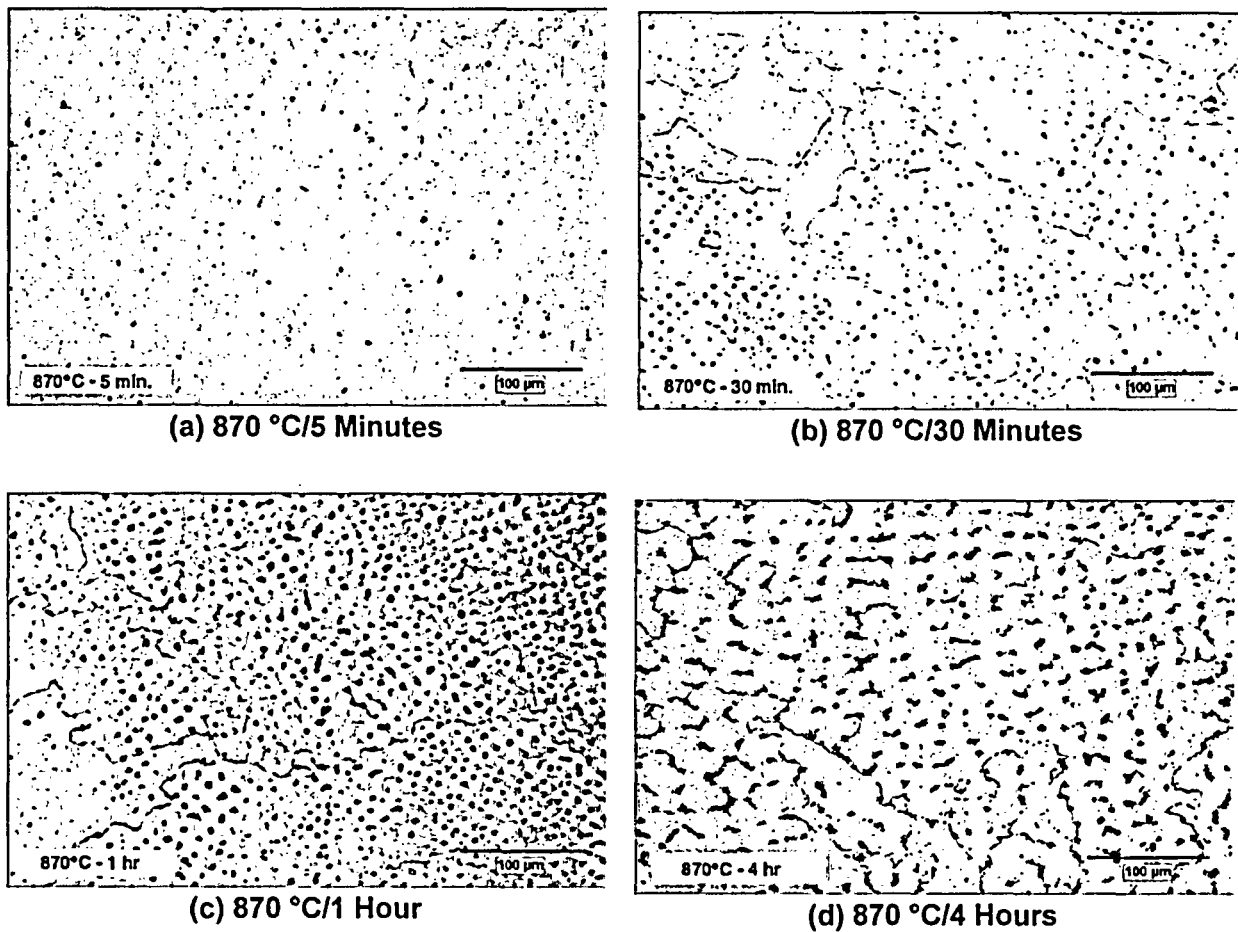 870°C - 5 min.
100 µm
(a) 870 °C/5 Minutes
870°C - 30 min.
100 µm
(b) 870 °C/30 Minutes
870°C - 1 hr
100 µm
(c) 870 °C/1 Hour
870°C - 4 hr
100 µm
(d) 870 °C/4 Hours